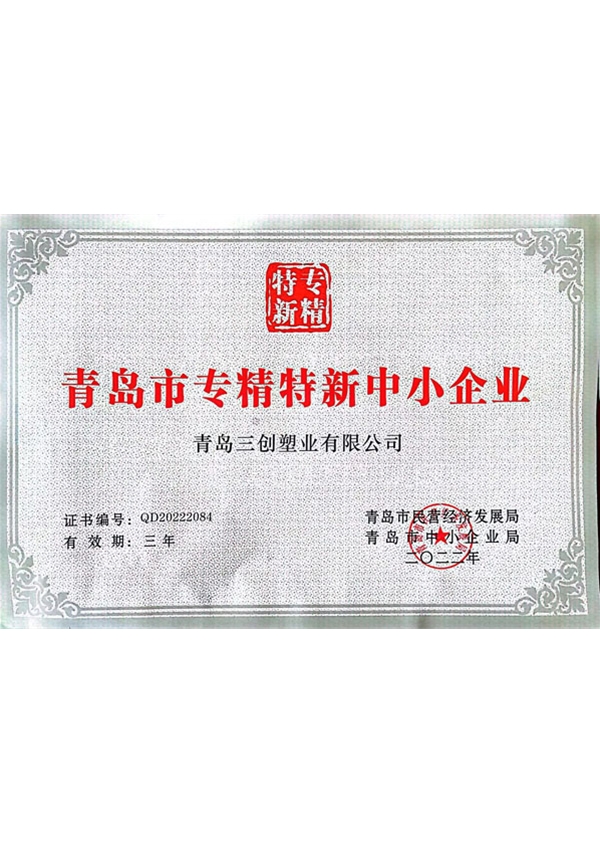 专精
特新
青岛市专精特新中小企业
青岛三创塑业有限公司
证书编号：QD20222084
有效期：三年
青岛市民营经济发展局
青岛市中小企业局
二〇二二年